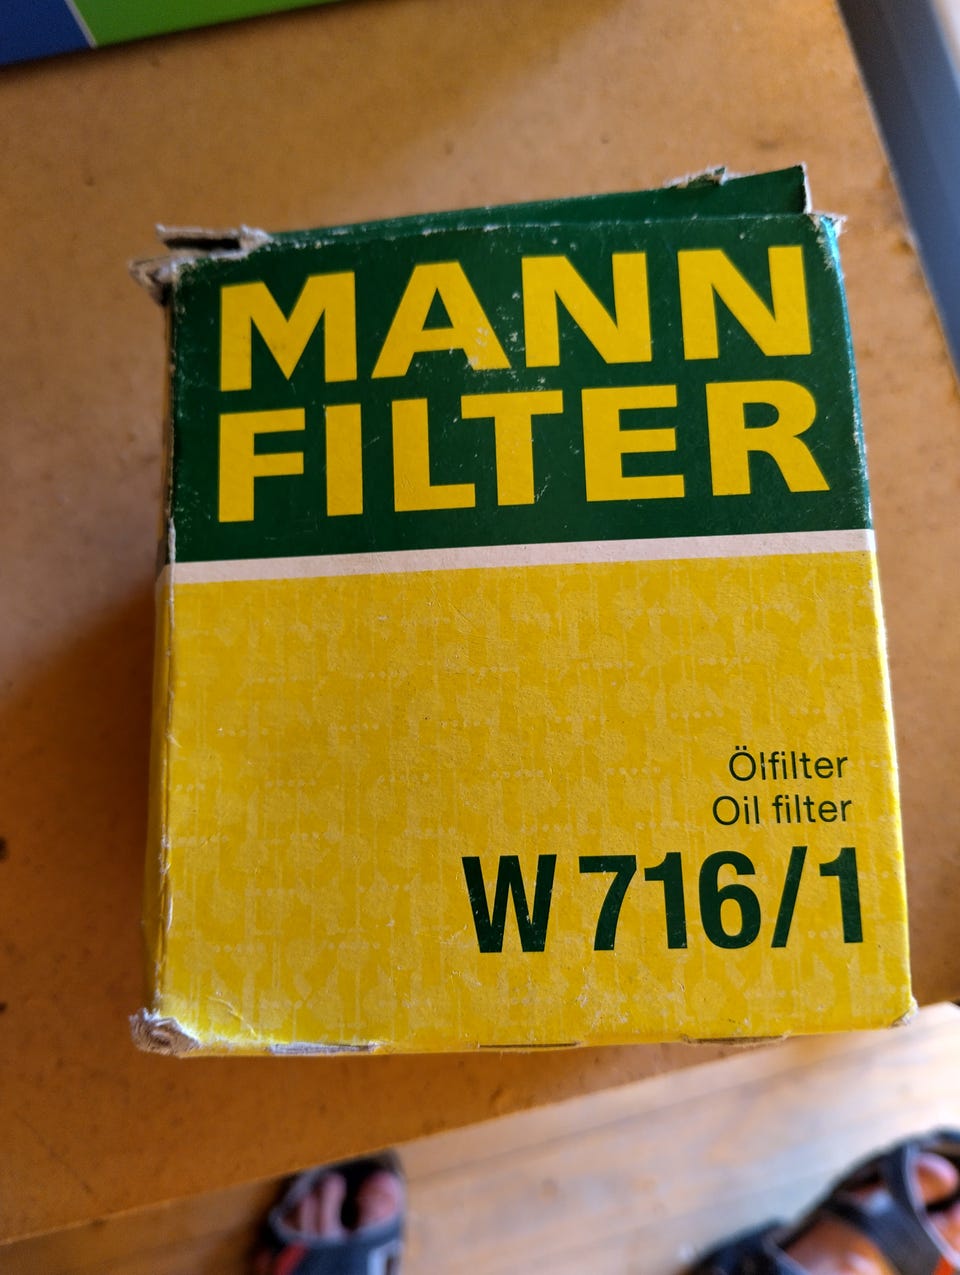 MANN
FILTER
Ölfilter
Oil filter
W 716/1